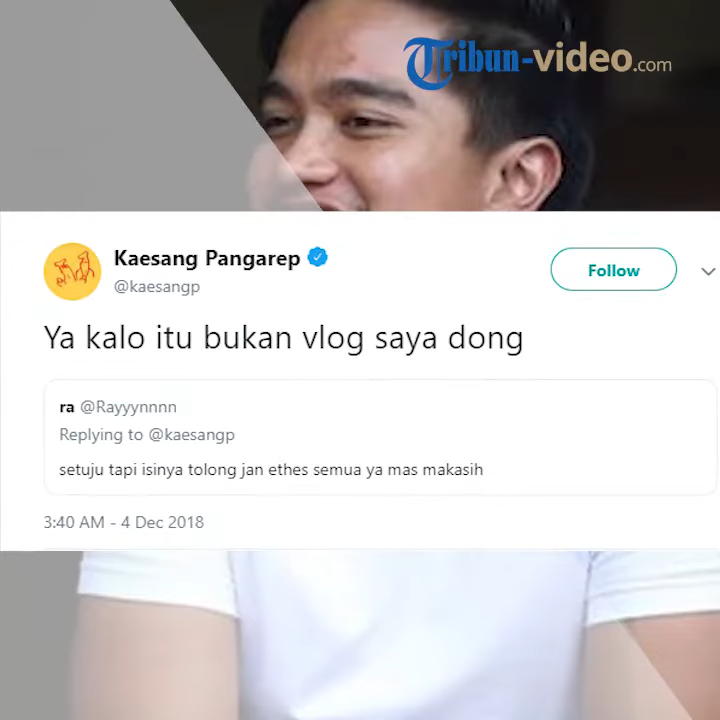 Tribun-video.com
Kaesang Pangarep
@kaesangp
Follow
Ya kalo itu bukan vlog saya dong
ra @Rayyynnnn
Replying to @kaesangp
setuju tapi isinya tolong jan ethes semua ya mas makasih
3:40 AM - 4 Dec 2018